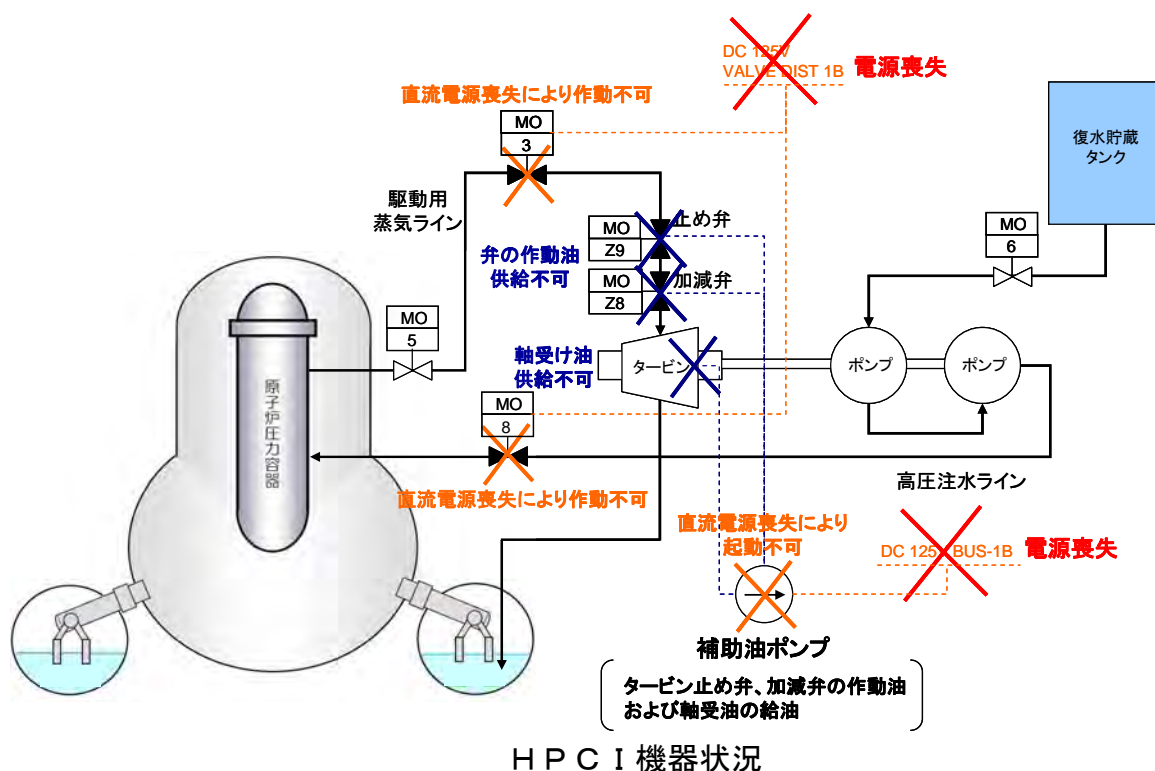 DC 125V
VALVE DIST 1B
電源喪失
直流電源喪失により作動不可
MO
3
復水貯蔵
タンク
駆動用
蒸気ライン
MO
Z9
止め弁
MO
6
弁の作動油
供給不可
MO
Z8
加減弁
MO
5
軸受け油
供給不可
タービン
ポンプ
ポンプ
原子炉圧力容器
MO
8
直流電源喪失により作動不可
高圧注水ライン
直流電源喪失により
起動不可
DC 125
BUS-1B
電源喪失
補助油ポンプ
タービン止め弁、加減弁の作動油
および軸受油の給油
ＨＰＣＩ機器状況